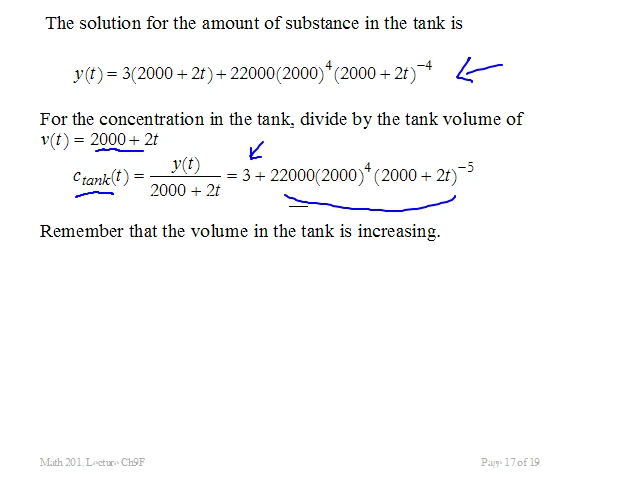 The solution for the amount of substance in the tank is
y(t) = 3(2000 + 2t) + 22000(2000)⁴(2000 + 2t)⁻⁴
For the concentration in the tank, divide by the tank volume of
v(t) = 2000 + 2t
c_tank(t) = y(t) / (2000 + 2t) = 3 + 22000(2000)⁴(2000 + 2t)⁻⁵
Remember that the volume in the tank is increasing.
Math 201, Lecture Ch9F Page 17 of 19